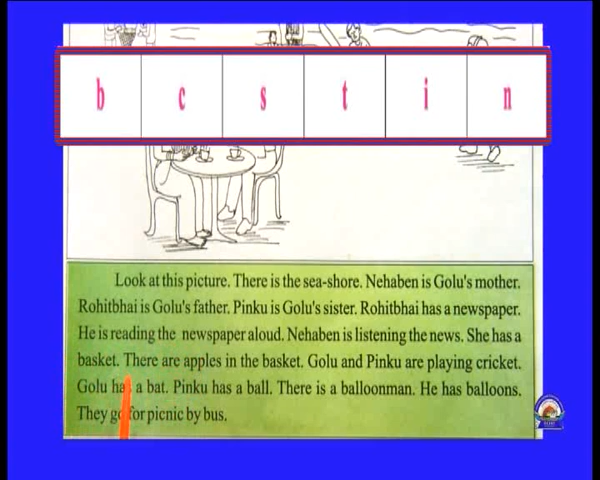 b c s t i n
Look at this picture. There is the sea-shore. Nehaben is Golu's mother.
Rohitbhai is Golu's father. Pinku is Golu's sister. Rohitbhai has a newspaper.
He is reading the newspaper aloud. Nehaben is listening the news. She has a
basket. There are apples in the basket. Golu and Pinku are playing cricket.
Golu has a bat. Pinku has a ball. There is a balloonman. He has balloons.
They go for picnic by bus.